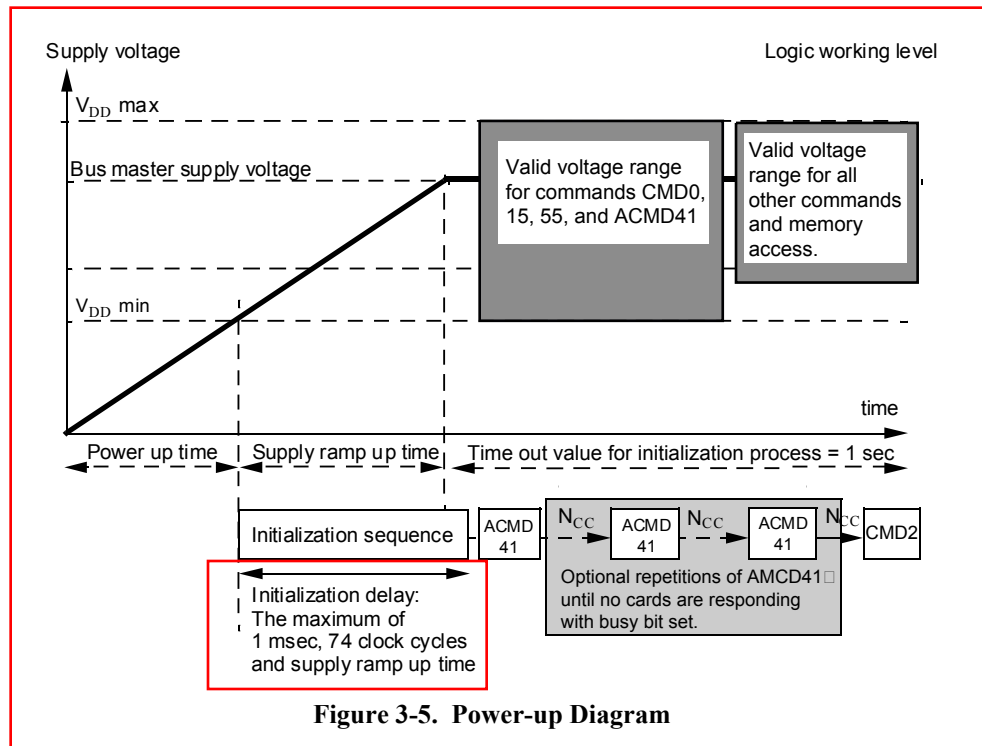 Supply voltage
Logic working level
V_DD max
Bus master supply voltage
Valid voltage range
for commands CMD0,
15, 55, and ACMD41
Valid
voltage
range for all
other commands
and memory
access.
V_DD min
time
Power up time
Supply ramp up time
Time out value for initialization process = 1 sec
Initialization sequence
ACMD
41
N_CC
ACMD
41
N_CC
ACMD
41
N_CC
CMD2
Optional repetitions of AMCD41□
until no cards are responding
with busy bit set.
Initialization delay:
The maximum of
1 msec, 74 clock cycles
and supply ramp up time
Figure 3-5. Power-up Diagram